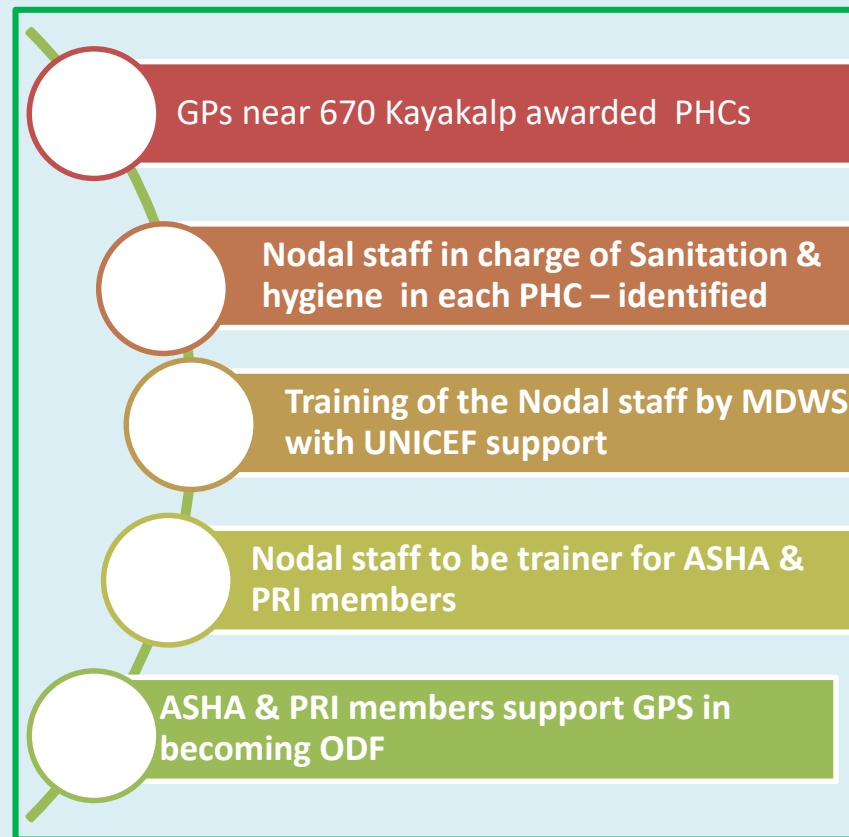 GPs near 670 Kayakalp awarded  PHCs
Nodal staff in charge of Sanitation &
hygiene  in each PHC – identified
Training of the Nodal staff by MDWS
with UNICEF support
Nodal staff to be trainer for ASHA &
PRI members
ASHA & PRI members support GPS in
becoming ODF